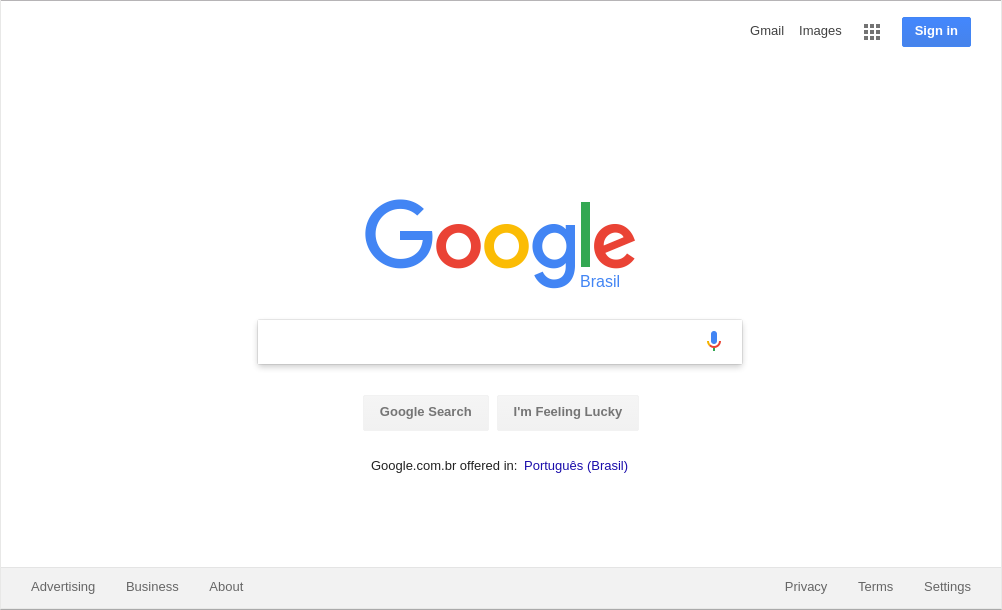 Gmail Images Sign in
Google
Brasil
Google Search I'm Feeling Lucky
Google.com.br offered in: Português (Brasil)
Advertising Business About Privacy Terms Settings